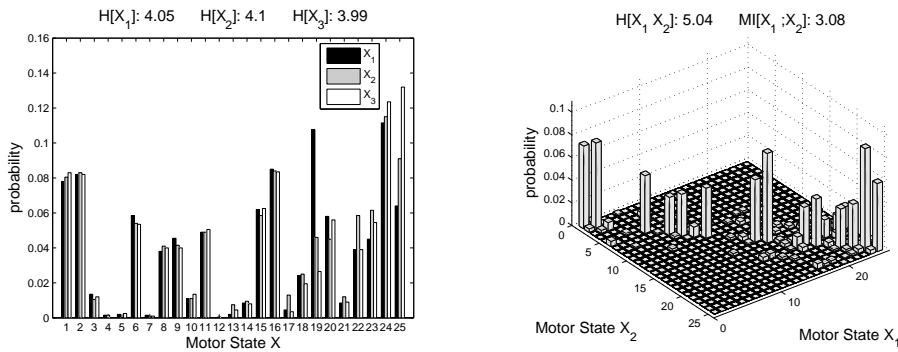 H[X₁]: 4.05 H[X₂]: 4.1 H[X₃]: 3.99
0.16
0.14
0.12
0.1
0.08
0.06
0.04
0.02
0
probability
X₁
X₂
X₃
1 2 3 4 5 6 7 8 9 10 11 12 13 14 15 16 17 18 19 20 21 22 23 24 25
Motor State X
H[X₁ X₂]: 5.04 MI[X₁ ;X₂]: 3.08
0.1
0.08
0.06
0.04
0.02
0
probability
0
5
10
15
20
25
Motor State X₂
0
10
20
Motor State X₁